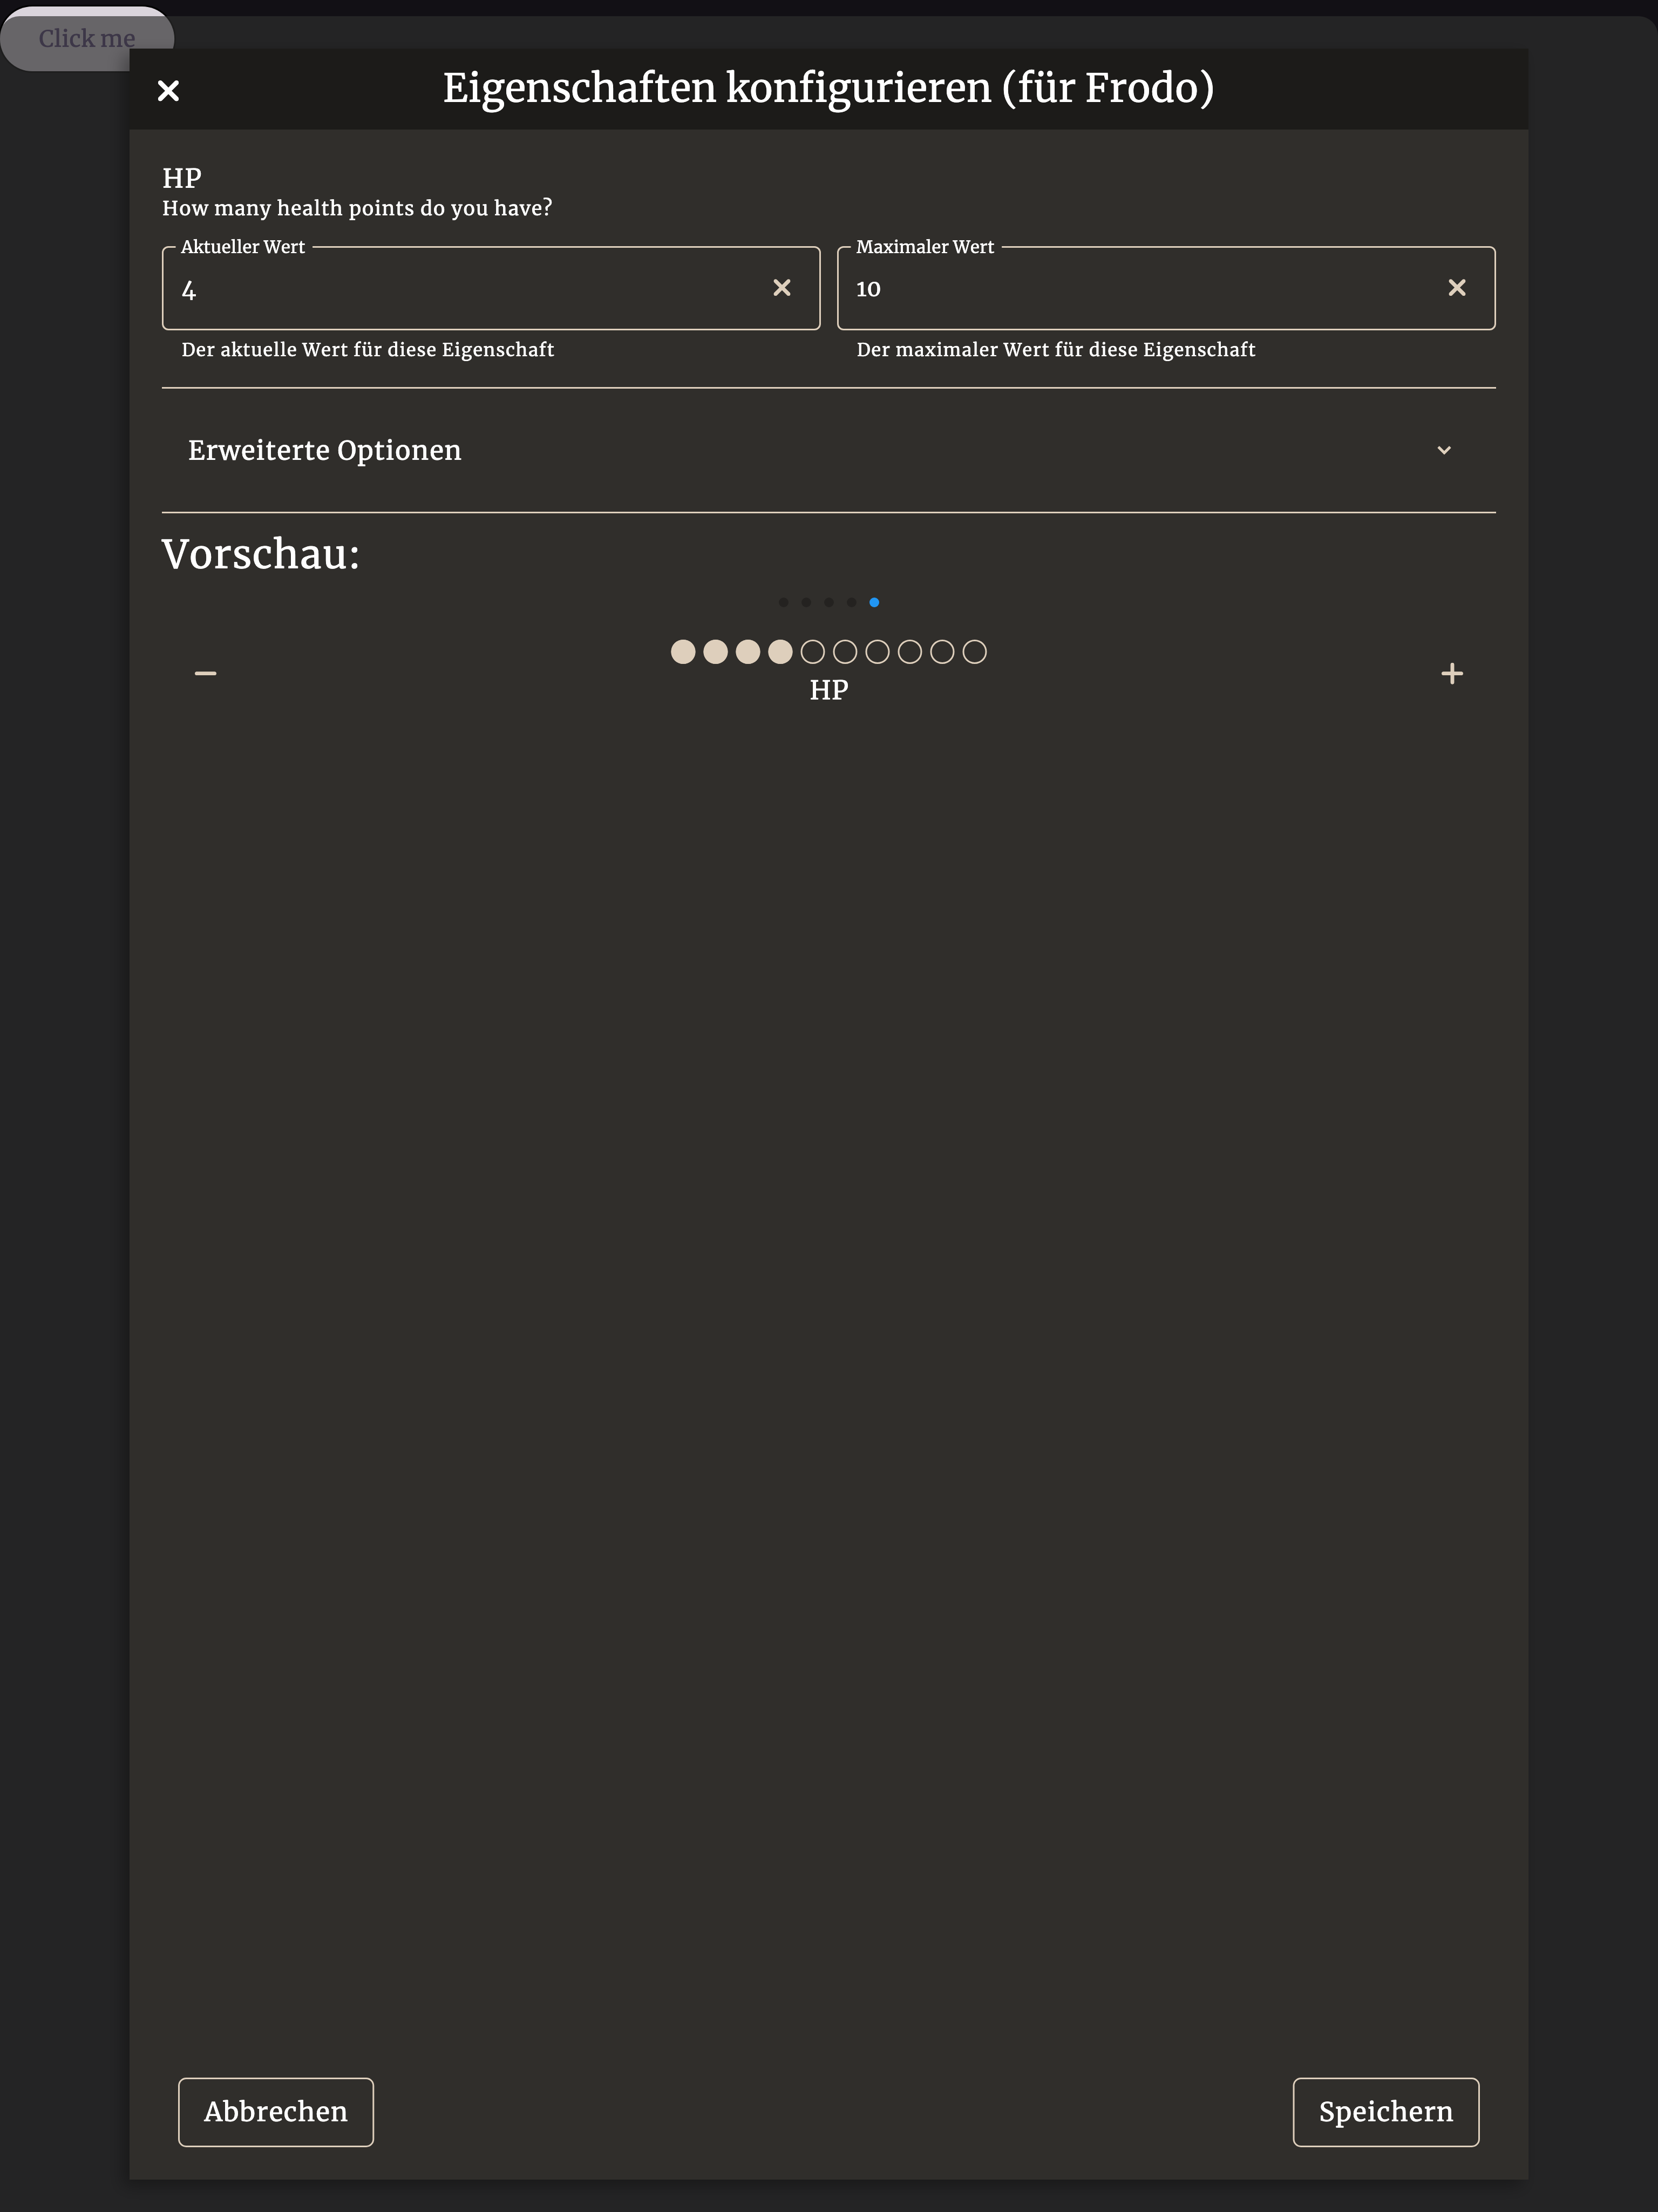 Click me
Eigenschaften konfigurieren (für Frodo)
HP
How many health points do you have?
Aktueller Wert
4
Der aktuelle Wert für diese Eigenschaft
Maximaler Wert
10
Der maximaler Wert für diese Eigenschaft
Erweiterte Optionen
Vorschau:
HP
Abbrechen
Speichern